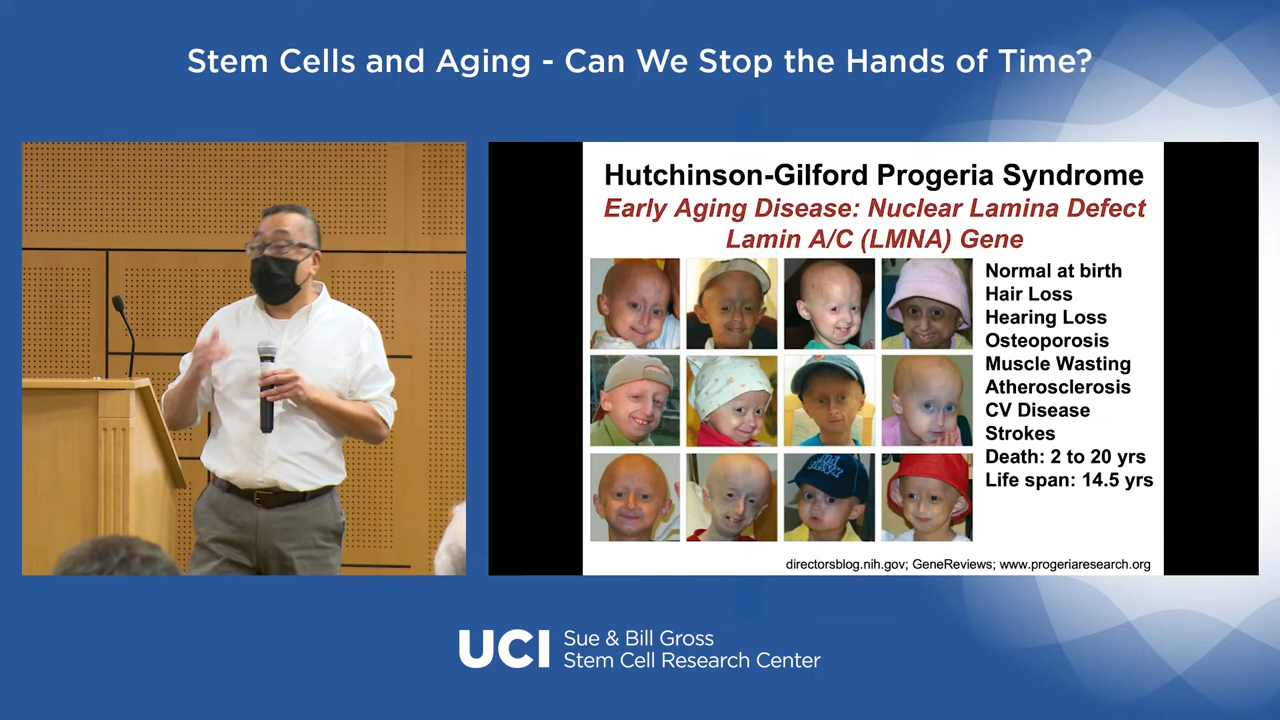 Stem Cells and Aging - Can We Stop the Hands of Time?
Hutchinson-Gilford Progeria Syndrome
Early Aging Disease: Nuclear Lamina Defect
Lamin A/C (LMNA) Gene
Normal at birth
Hair Loss
Hearing Loss
Osteoporosis
Muscle Wasting
Atherosclerosis
CV Disease
Strokes
Death: 2 to 20 yrs
Life span: 14.5 yrs
directorsblog.nih.gov; GeneReviews; www.progeriaresearch.org
UCI
Sue & Bill Gross
Stem Cell Research Center